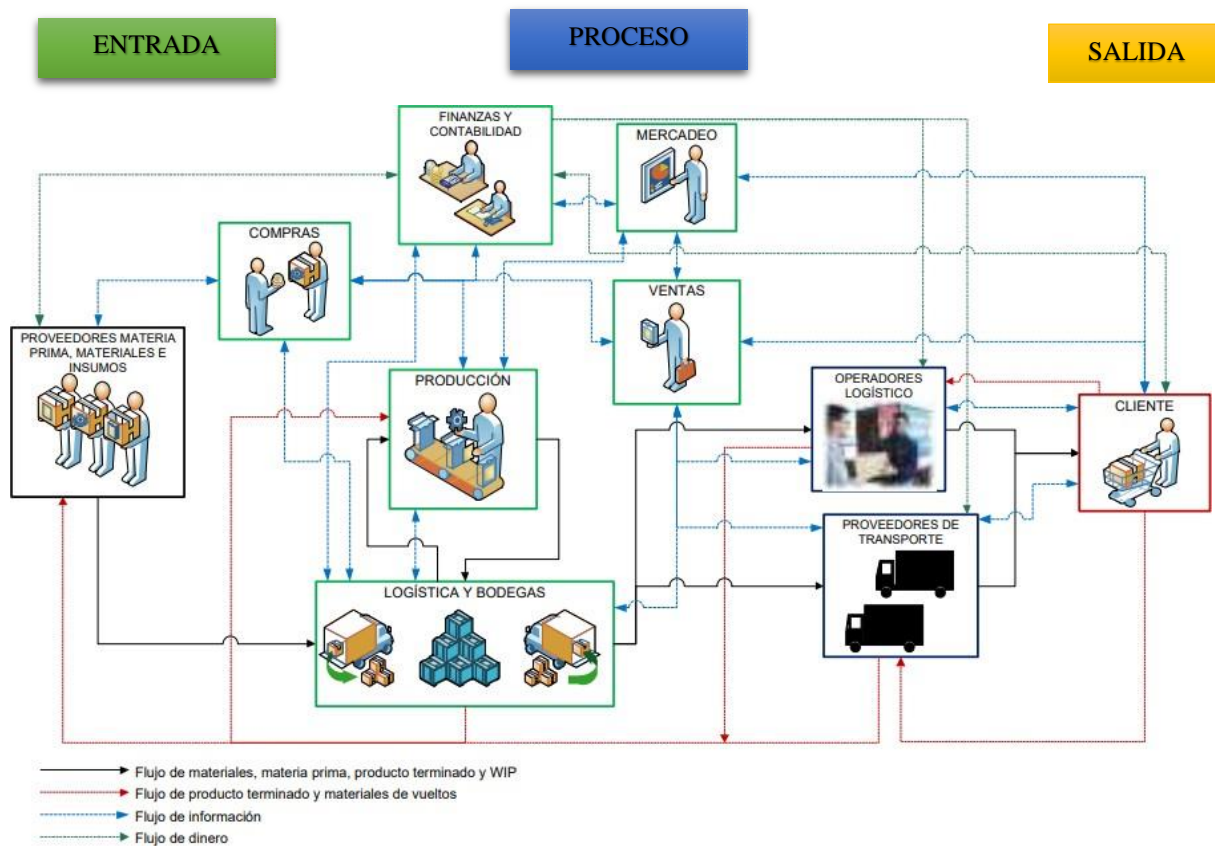 ENTRADA
PROCESO
SALIDA
FINANZAS Y
CONTABILIDAD
MERCADEO
COMPRAS
VENTAS
PROVEEDORES MATERIA
PRIMA, MATERIALES E
INSUMOS
PRODUCCIÓN
OPERADORES
LOGÍSTICO
CLIENTE
PROVEEDORES DE
TRANSPORTE
LOGÍSTICA Y BODEGAS
Flujo de materiales, materia prima, producto terminado y WIP
Flujo de producto terminado y materiales de vueltos
Flujo de información
Flujo de dinero